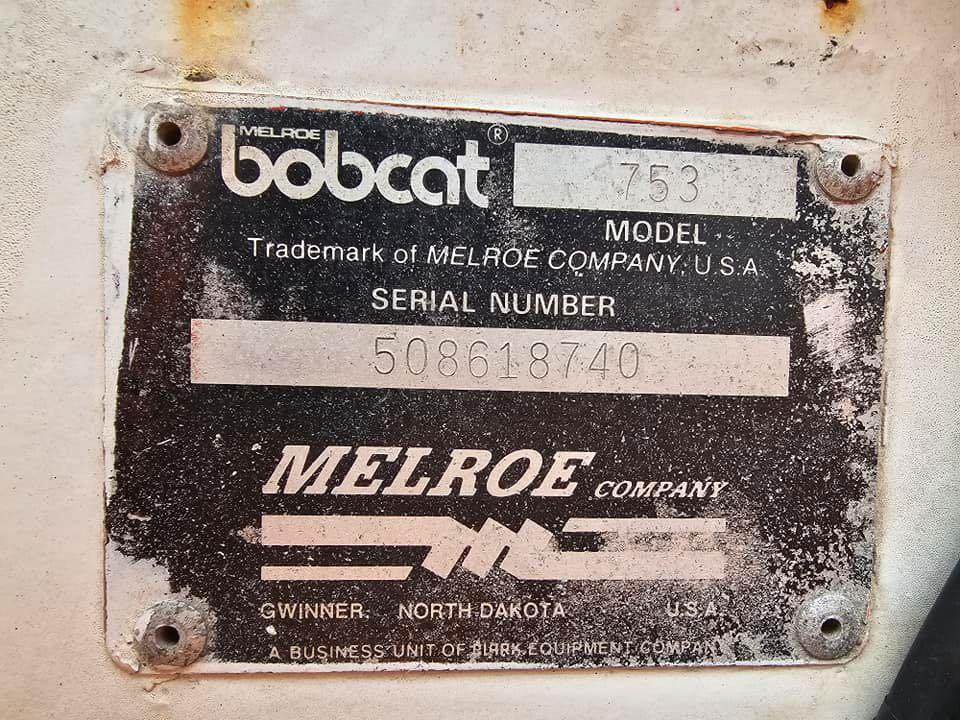 MELROE
bobcat® 753
MODEL
Trademark of MELROE COMPANY, U.S.A.
SERIAL NUMBER
508618740
MELROE COMPANY
GWINNER, NORTH DAKOTA U.S.A.
A BUSINESS UNIT OF CLARK EQUIPMENT COMPANY